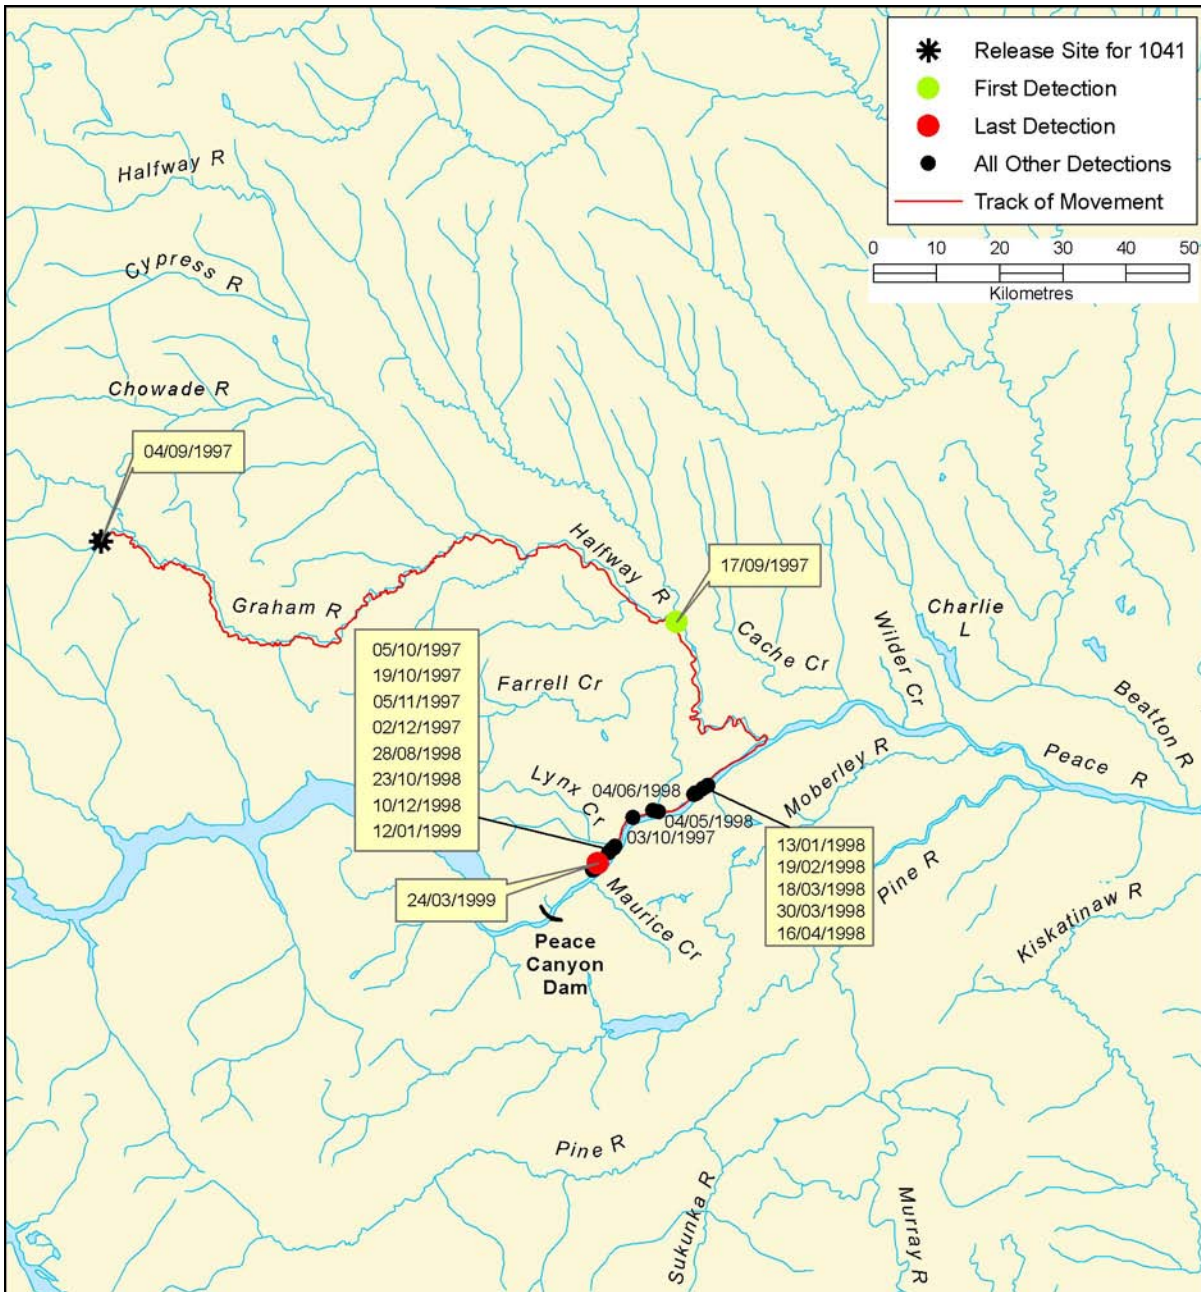 Release Site for 1041
First Detection
Last Detection
All Other Detections
Track of Movement
0 10 20 30 40 50
Kilometres
Halfway R
Cypress R
Chowade R
04/09/1997
Halfway R
17/09/1997
Graham R
Charlie
L
Wilder Cr
Cache Cr
Beatton R
05/10/1997
19/10/1997
05/11/1997
02/12/1997
28/08/1998
23/10/1998
10/12/1998
12/01/1999
Farrell Cr
Peace R
Moberley R
Lynx Cr
04/06/1998
04/05/1998
03/10/1997
13/01/1998
19/02/1998
18/03/1998
30/03/1998
16/04/1998
Pine R
24/03/1999
Maurice Cr
Kiskatinaw R
Peace
Canyon
Dam
Pine R
Sukunka R
Murray R